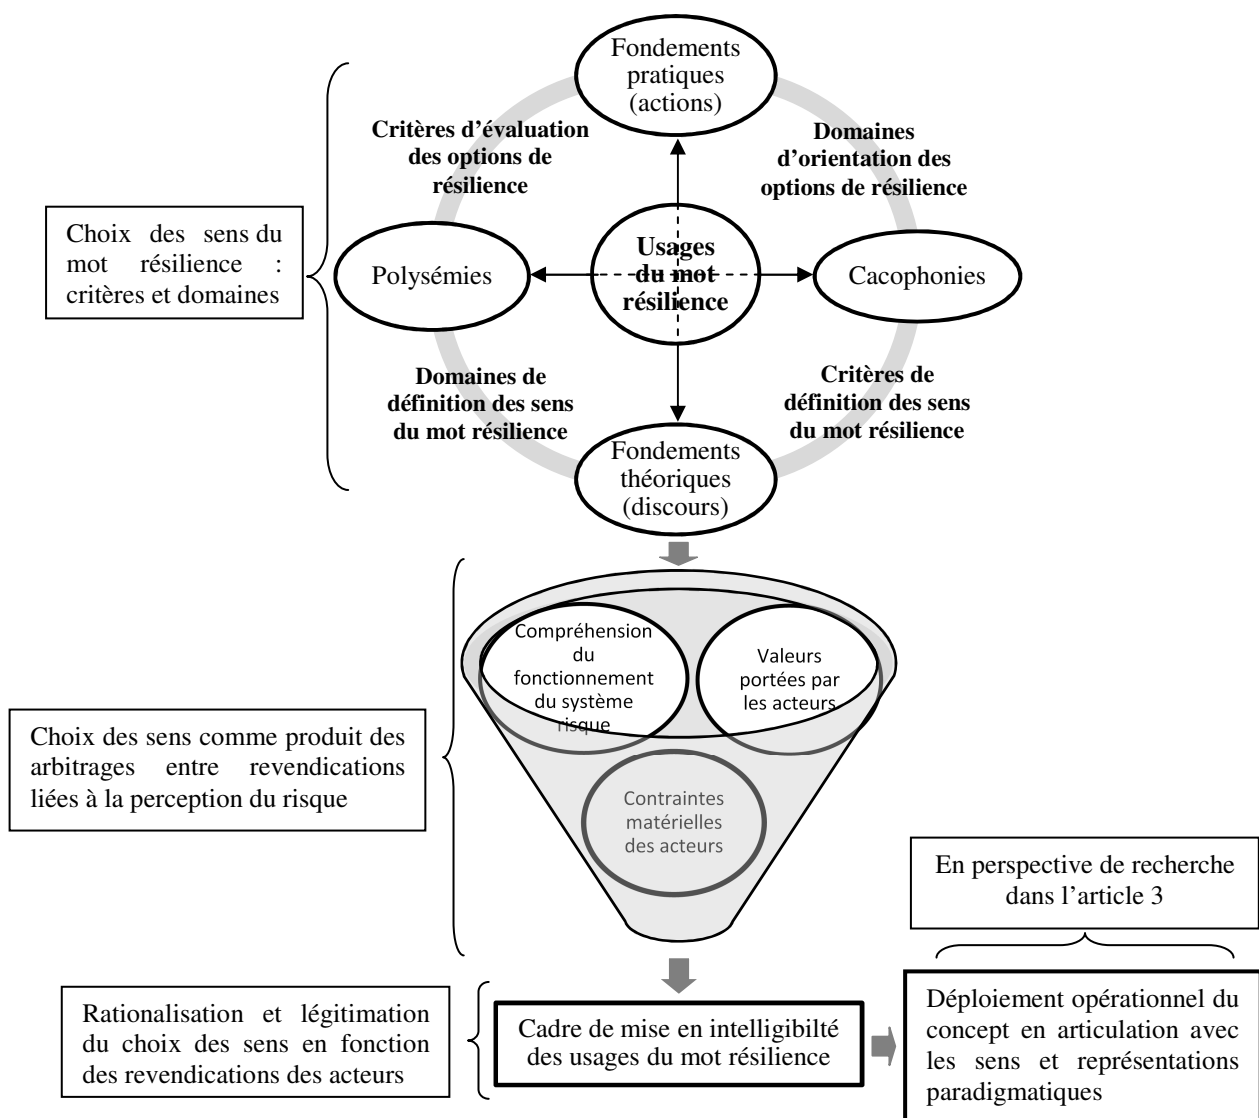 Fondements
pratiques
(actions)
Critères d’évaluation
des options de
résilience
Domaines
d’orientation des
options de résilience
Choix des sens du
mot résilience :
critères et domaines
Polysémies
Usages
du mot
résilience
Cacophonies
Domaines de
définition des sens
du mot résilience
Critères de
définition des sens
du mot résilience
Fondements
théoriques
(discours)
Compréhension
du
fonctionnement
du système
risque
Valeurs
portées par
les acteurs
Choix des sens comme produit des
arbitrages entre revendications
liées à la perception du risque
Contraintes
matérielles
des acteurs
En perspective de recherche
dans l’article 3
Rationalisation et légitimation
du choix des sens en fonction
des revendications des acteurs
Cadre de mise en intelligibilté
des usages du mot résilience
Déploiement opérationnel du
concept en articulation avec
les sens et représentations
paradigmatiques